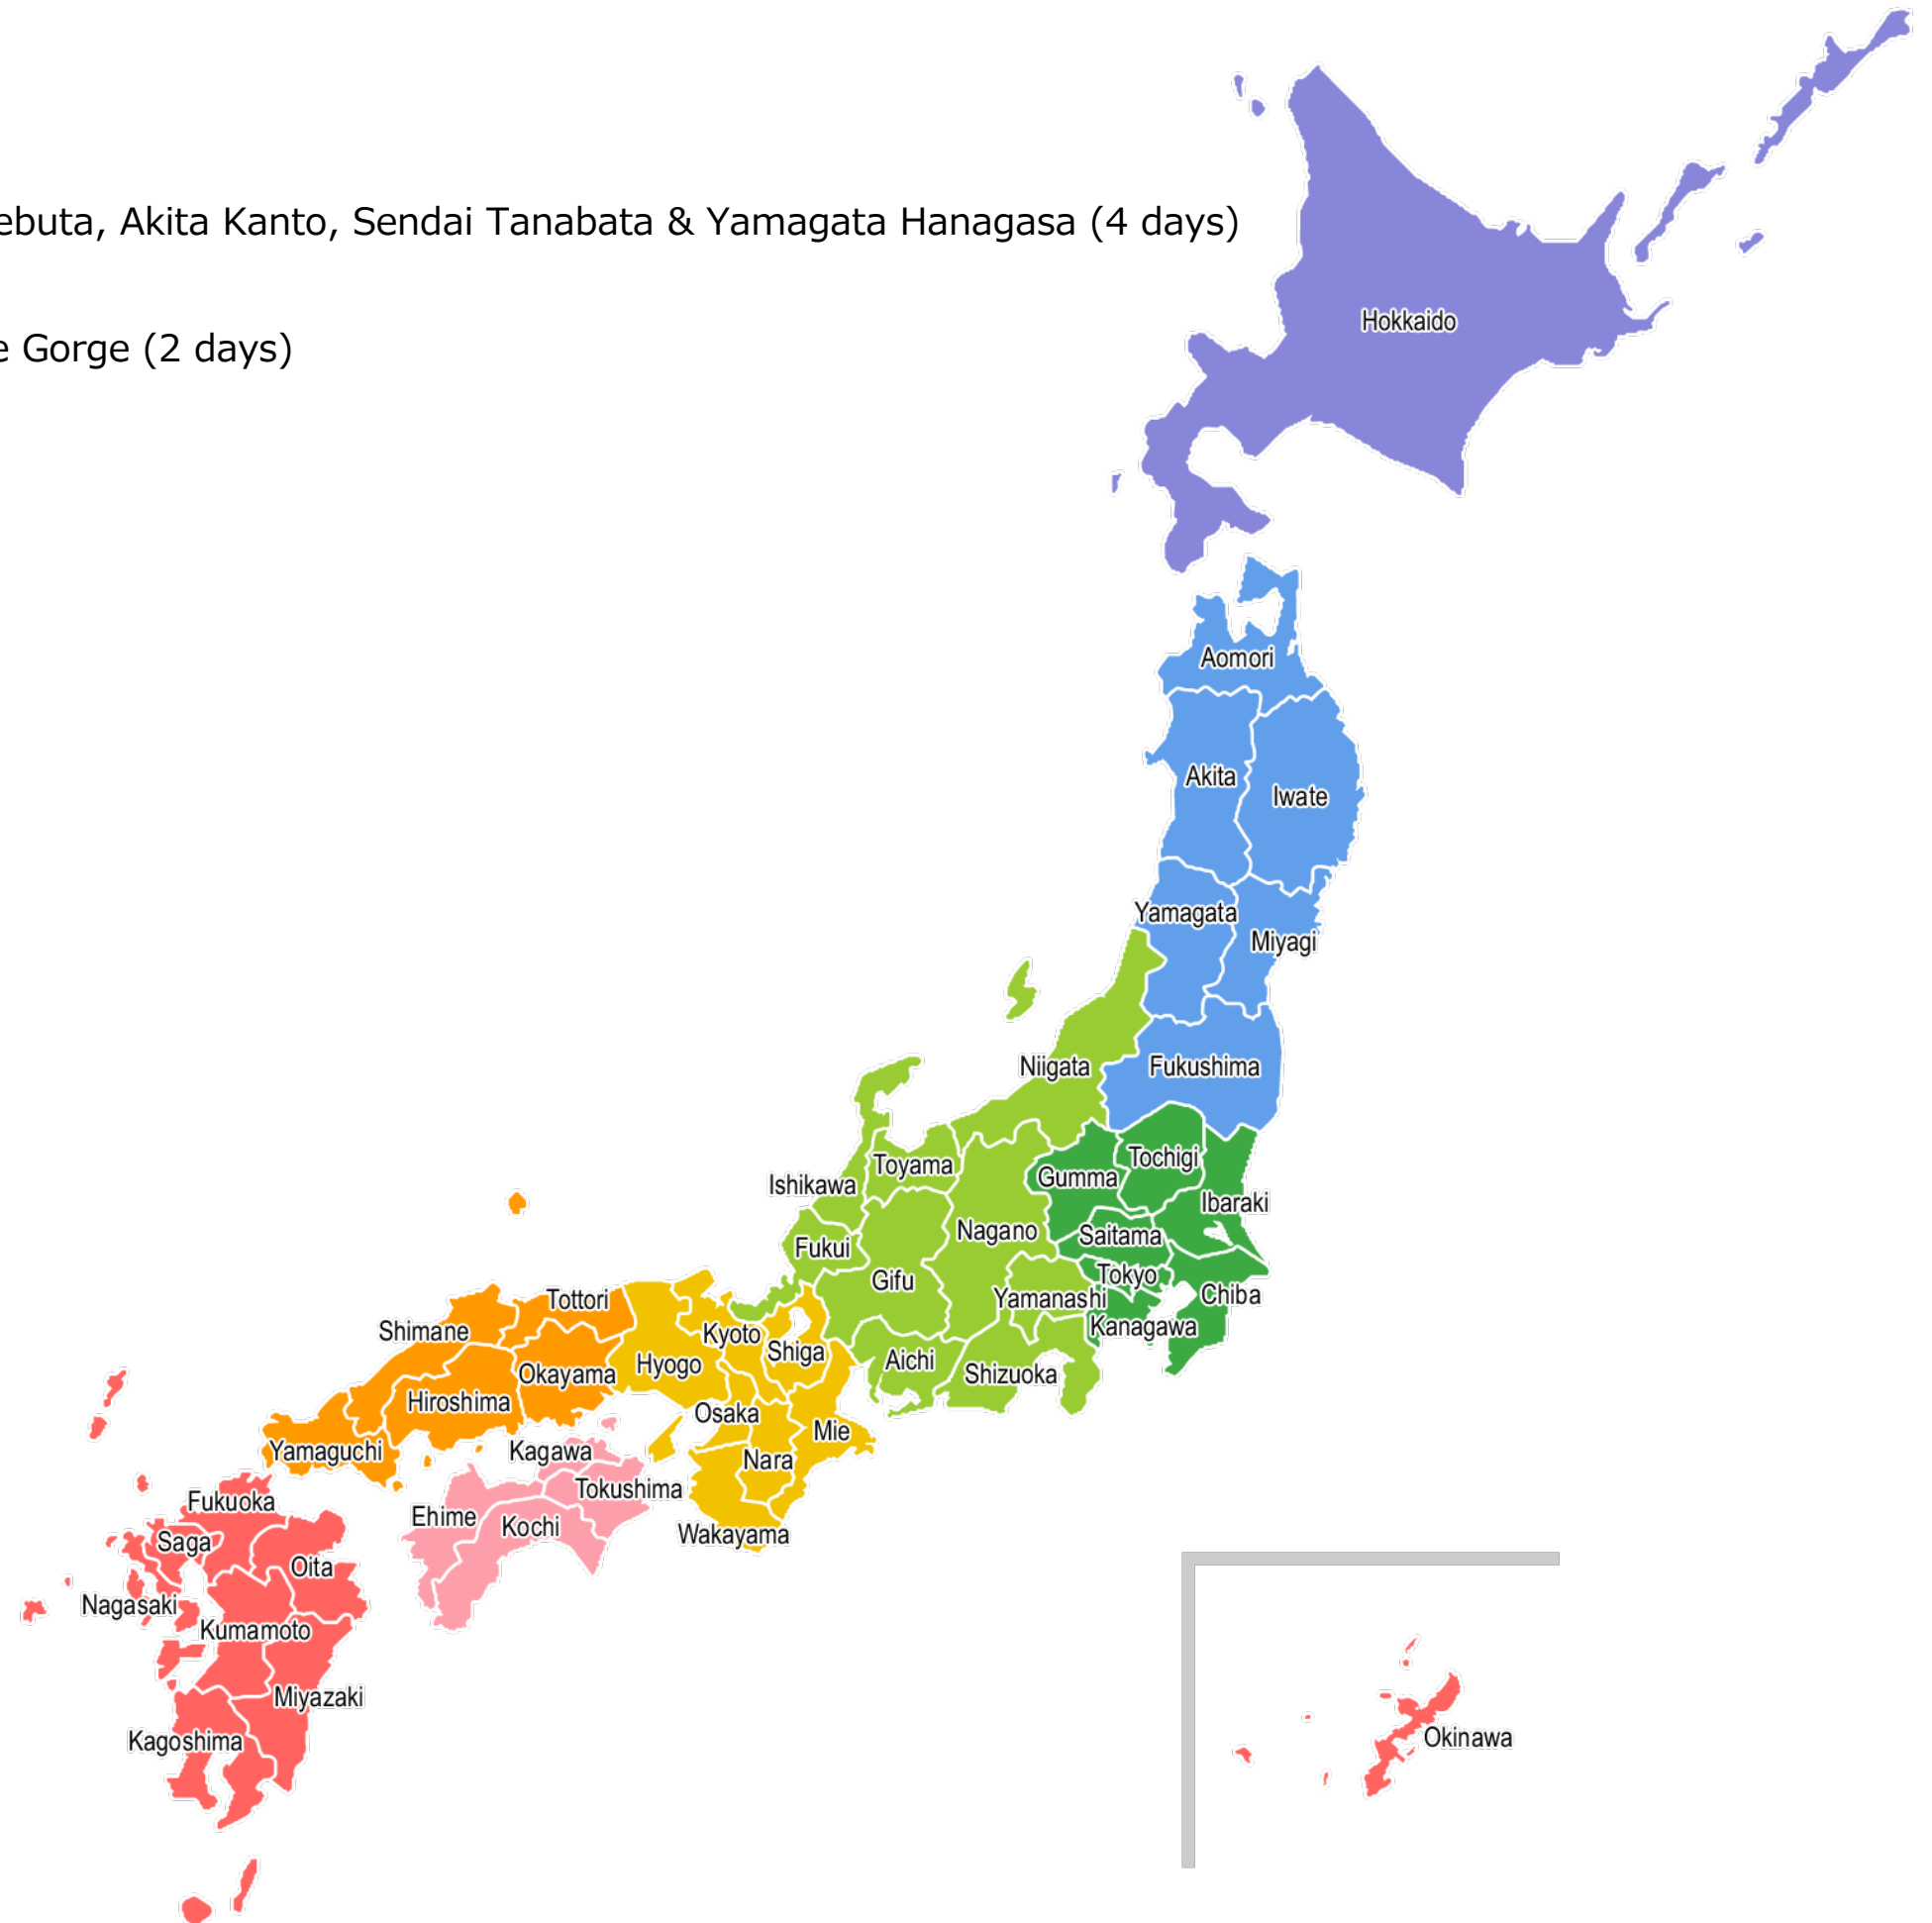 ebuta, Akita Kanto, Sendai Tanabata & Yamagata Hanagasa (4 days)
Hokkaido
e Gorge (2 days)
Aomori
Akita
Iwate
Yamagata
Miyagi
Niigata
Fukushima
Toyama
Tochigi
Gumma
Ishikawa
Ibaraki
Nagano
Saitama
Fukui
Tokyo
Gifu
Chiba
Yamanashi
Tottori
Kanagawa
Shimane
Kyoto
Shiga
Aichi
Hyogo
Okayama
Shizuoka
Hiroshima
Osaka
Mie
Yamaguchi
Kagawa
Nara
Tokushima
Fukuoka
Ehime
Kochi
Wakayama
Saga
Oita
Nagasaki
Kumamoto
Miyazaki
Okinawa
Kagoshima